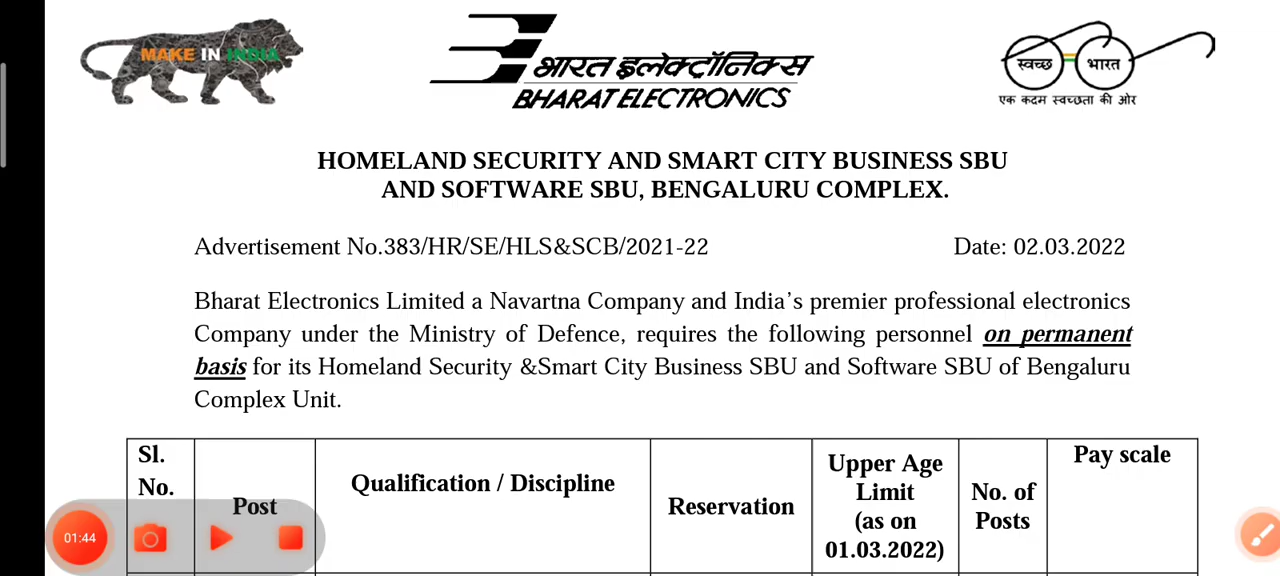 MAKE IN INDIA
भारत इलेक्ट्रॉनिक्स
BHARAT ELECTRONICS
स्वच्छ भारत
एक कदम स्वच्छता की ओर
HOMELAND SECURITY AND SMART CITY BUSINESS SBU
AND SOFTWARE SBU, BENGALURU COMPLEX.
Advertisement No.383/HR/SE/HLS&SCB/2021-22 Date: 02.03.2022
Bharat Electronics Limited a Navartna Company and India's premier professional electronics
Company under the Ministry of Defence, requires the following personnel on permanent
basis for its Homeland Security &Smart City Business SBU and Software SBU of Bengaluru
Complex Unit.
Sl.
No.
Post
Qualification / Discipline
Reservation
Upper Age
Limit
(as on
01.03.2022)
No. of
Posts
Pay scale
01:44